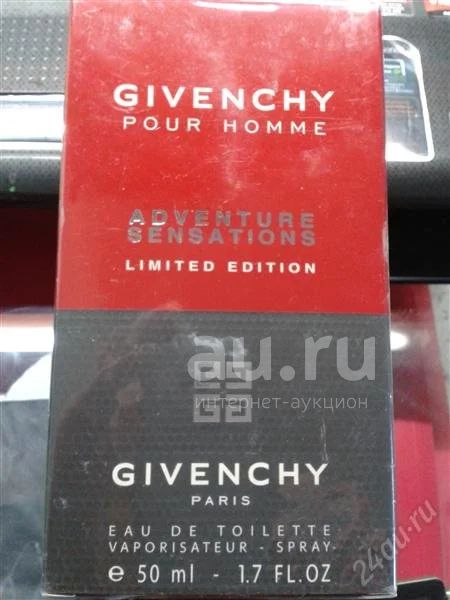 GIVENCHY
POUR HOMME
ADVENTURE
SENSATIONS
LIMITED EDITION
au.ru
интернет-аукцион
GIVENCHY
PARIS
EAU DE TOILETTE
VAPORISATEUR - SPRAY
e 50 ml - 1.7 FL.OZ
24au.ru